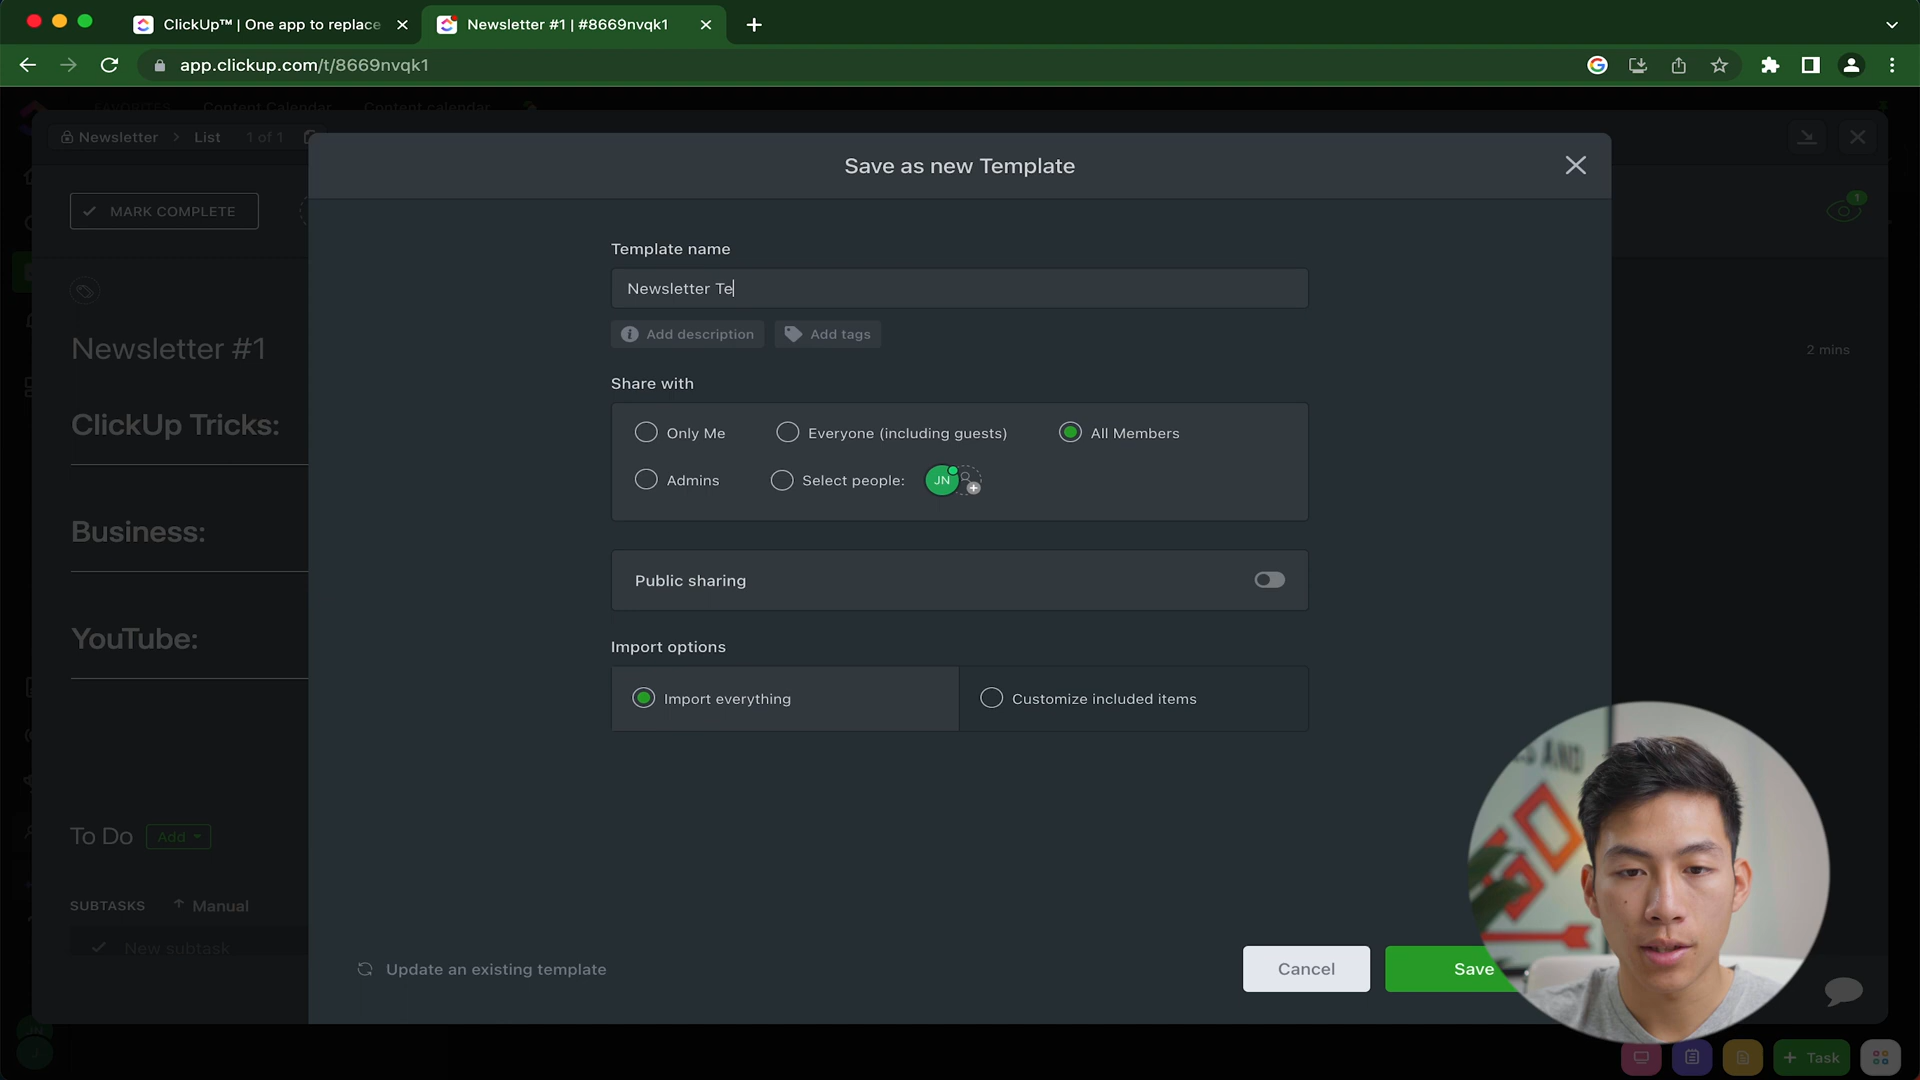 ClickUp™ | One app to replace
Newsletter #1 | #8669nvqk1
app.clickup.com/t/8669nvqk1
FAVORITES Content Calendar Content calendar
Newsletter > List 1 of 1
Save as new Template
MARK COMPLETE
1
Template name
Newsletter Te
Add description Add tags
Newsletter #1
2 mins
Share with
ClickUp Tricks:
Only Me Everyone (including guests) All Members
Admins Select people: JN
Business:
Public sharing
YouTube:
Import options
Import everything Customize included items
To Do Add
SUBTASKS Manual
New subtask
Update an existing template
Cancel Save
JN
J
+ Task